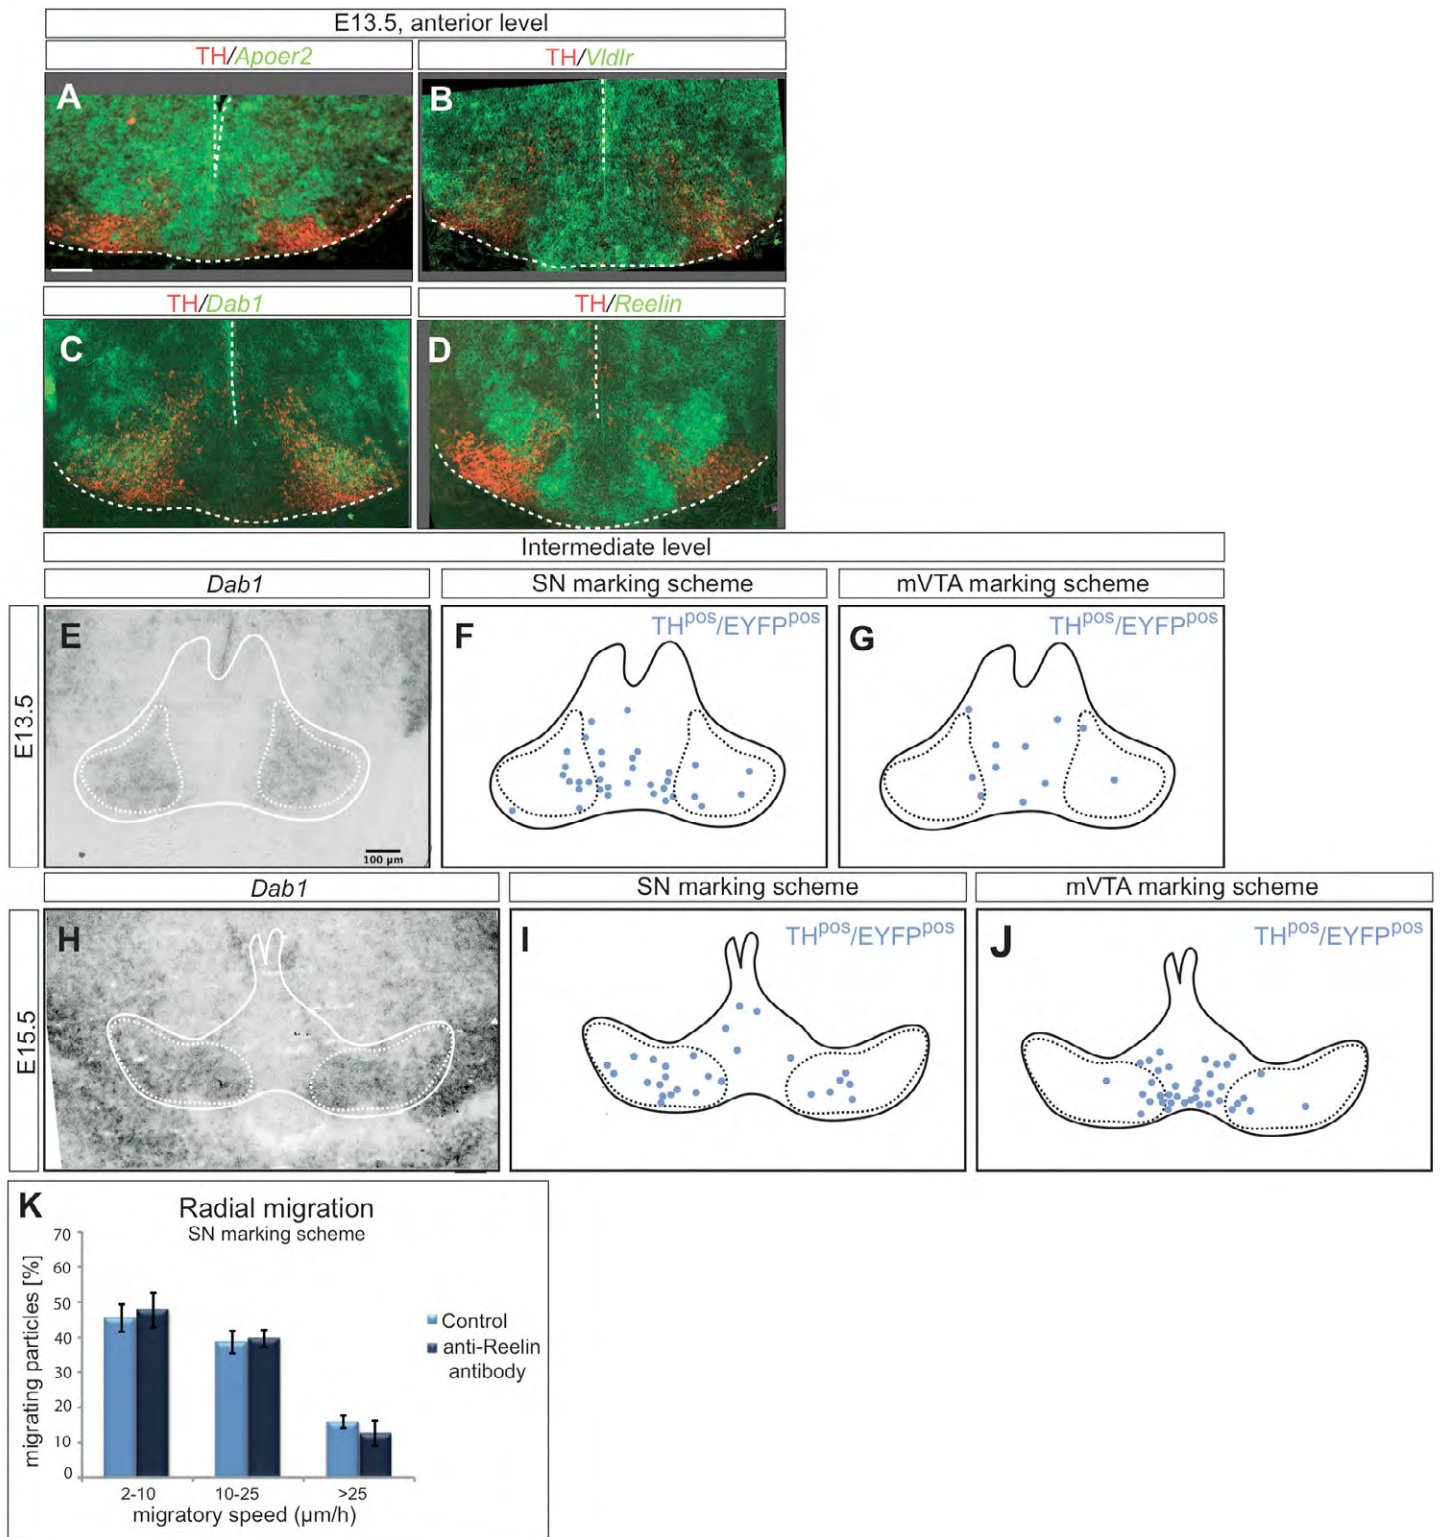 E13.5, anterior level
TH/Apoer2
TH/Vldlr
A
B
TH/Dab1
TH/Reelin
C
D
Intermediate level
Dab1
SN marking scheme
mVTA marking scheme
E13.5
E
100 µm
F
THpos/EYFPpos
G
THpos/EYFPpos
Dab1
SN marking scheme
mVTA marking scheme
E15.5
H
I
THpos/EYFPpos
J
THpos/EYFPpos
K
Radial migration
SN marking scheme
migrating particles [%]
70
60
50
40
30
20
10
0
2-10
10-25
>25
migratory speed (µm/h)
Control
anti-Reelin
antibody